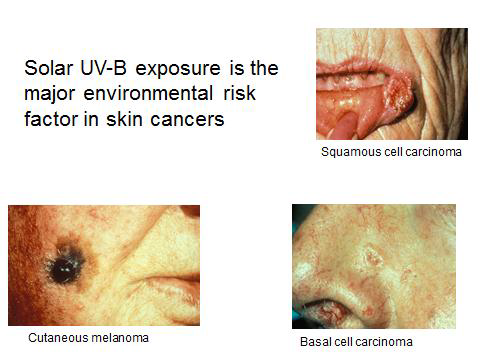 Solar UV-B exposure is the
major environmental risk
factor in skin cancers
Squamous cell carcinoma
Cutaneous melanoma
Basal cell carcinoma